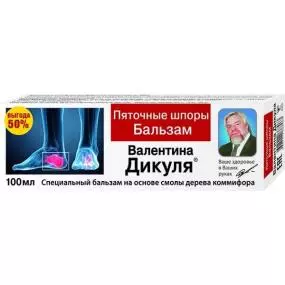 ВЫГОДА
50%
Пяточные шпоры
Бальзам
Валентина
Дикуля®
Ваше здоровье
в Ваших
руках
100мл Специальный бальзам на основе смолы дерева коммифора